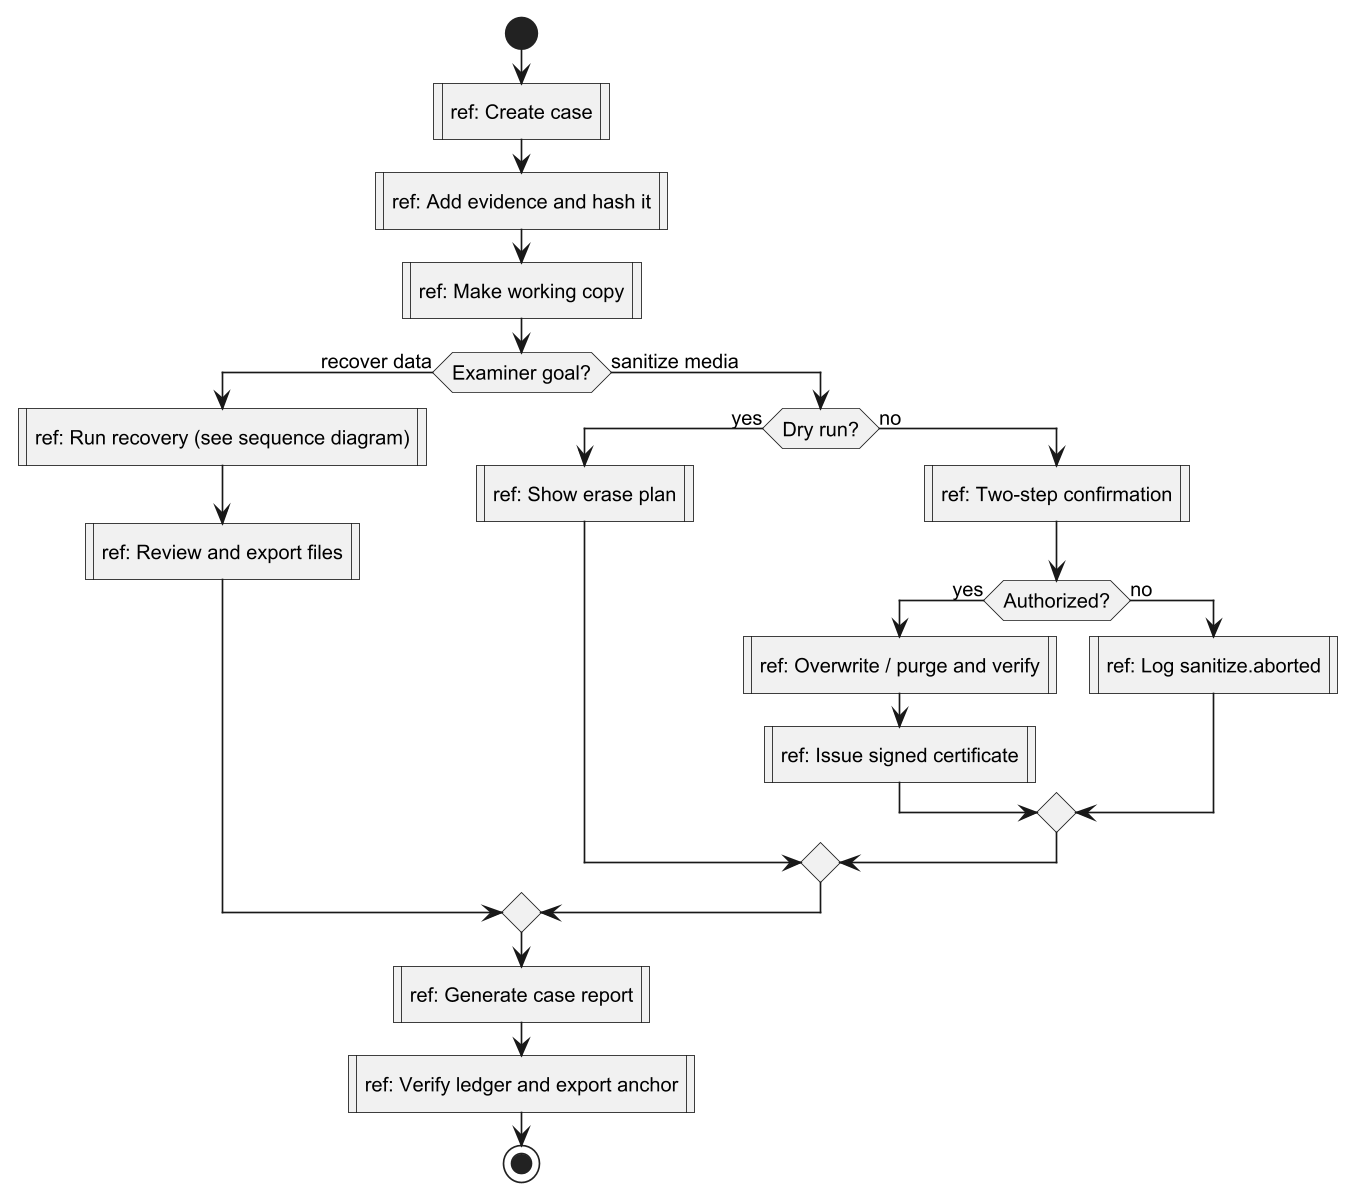 ref: Create case
ref: Add evidence and hash it
ref: Make working copy
recover data
Examiner goal?
sanitize media
ref: Run recovery (see sequence diagram)
yes
Dry run?
no
ref: Show erase plan
ref: Two-step confirmation
ref: Review and export files
yes
Authorized?
no
ref: Overwrite / purge and verify
ref: Log sanitize.aborted
ref: Issue signed certificate
ref: Generate case report
ref: Verify ledger and export anchor